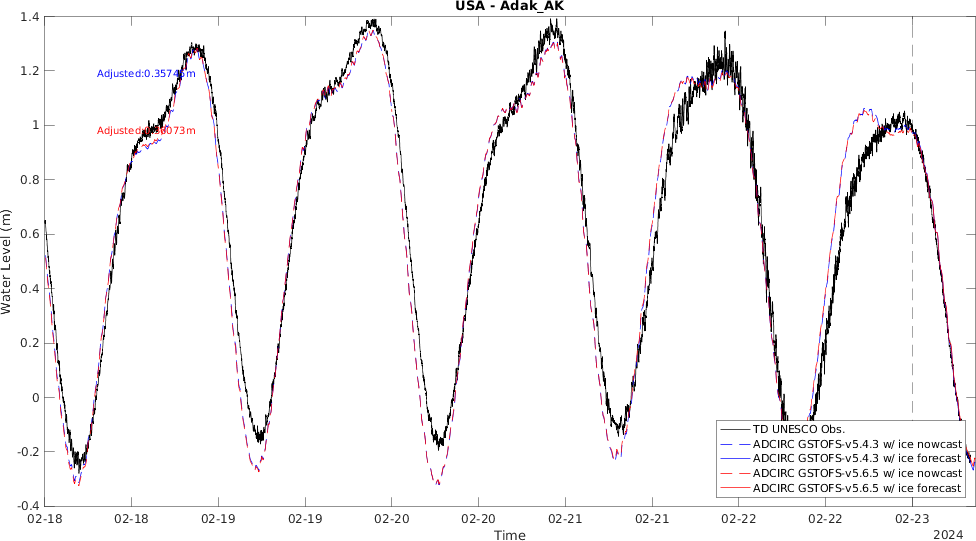 USA - Adak_AK
1.4
1.2
1
0.8
0.6
0.4
0.2
0
-0.2
-0.4
Water Level (m)
Adjusted:
Adjusted:
TD UNESCO Obs.
ADCIRC GSTOFS-v5.4.3 w/ ice nowcast
ADCIRC GSTOFS-v5.4.3 w/ ice forecast
ADCIRC GSTOFS-v5.6.5 w/ ice nowcast
ADCIRC GSTOFS-v5.6.5 w/ ice forecast
02-18 02-18 02-19 02-19 02-20 02-20 02-21 02-21 02-22 02-22 02-23
Time
2024